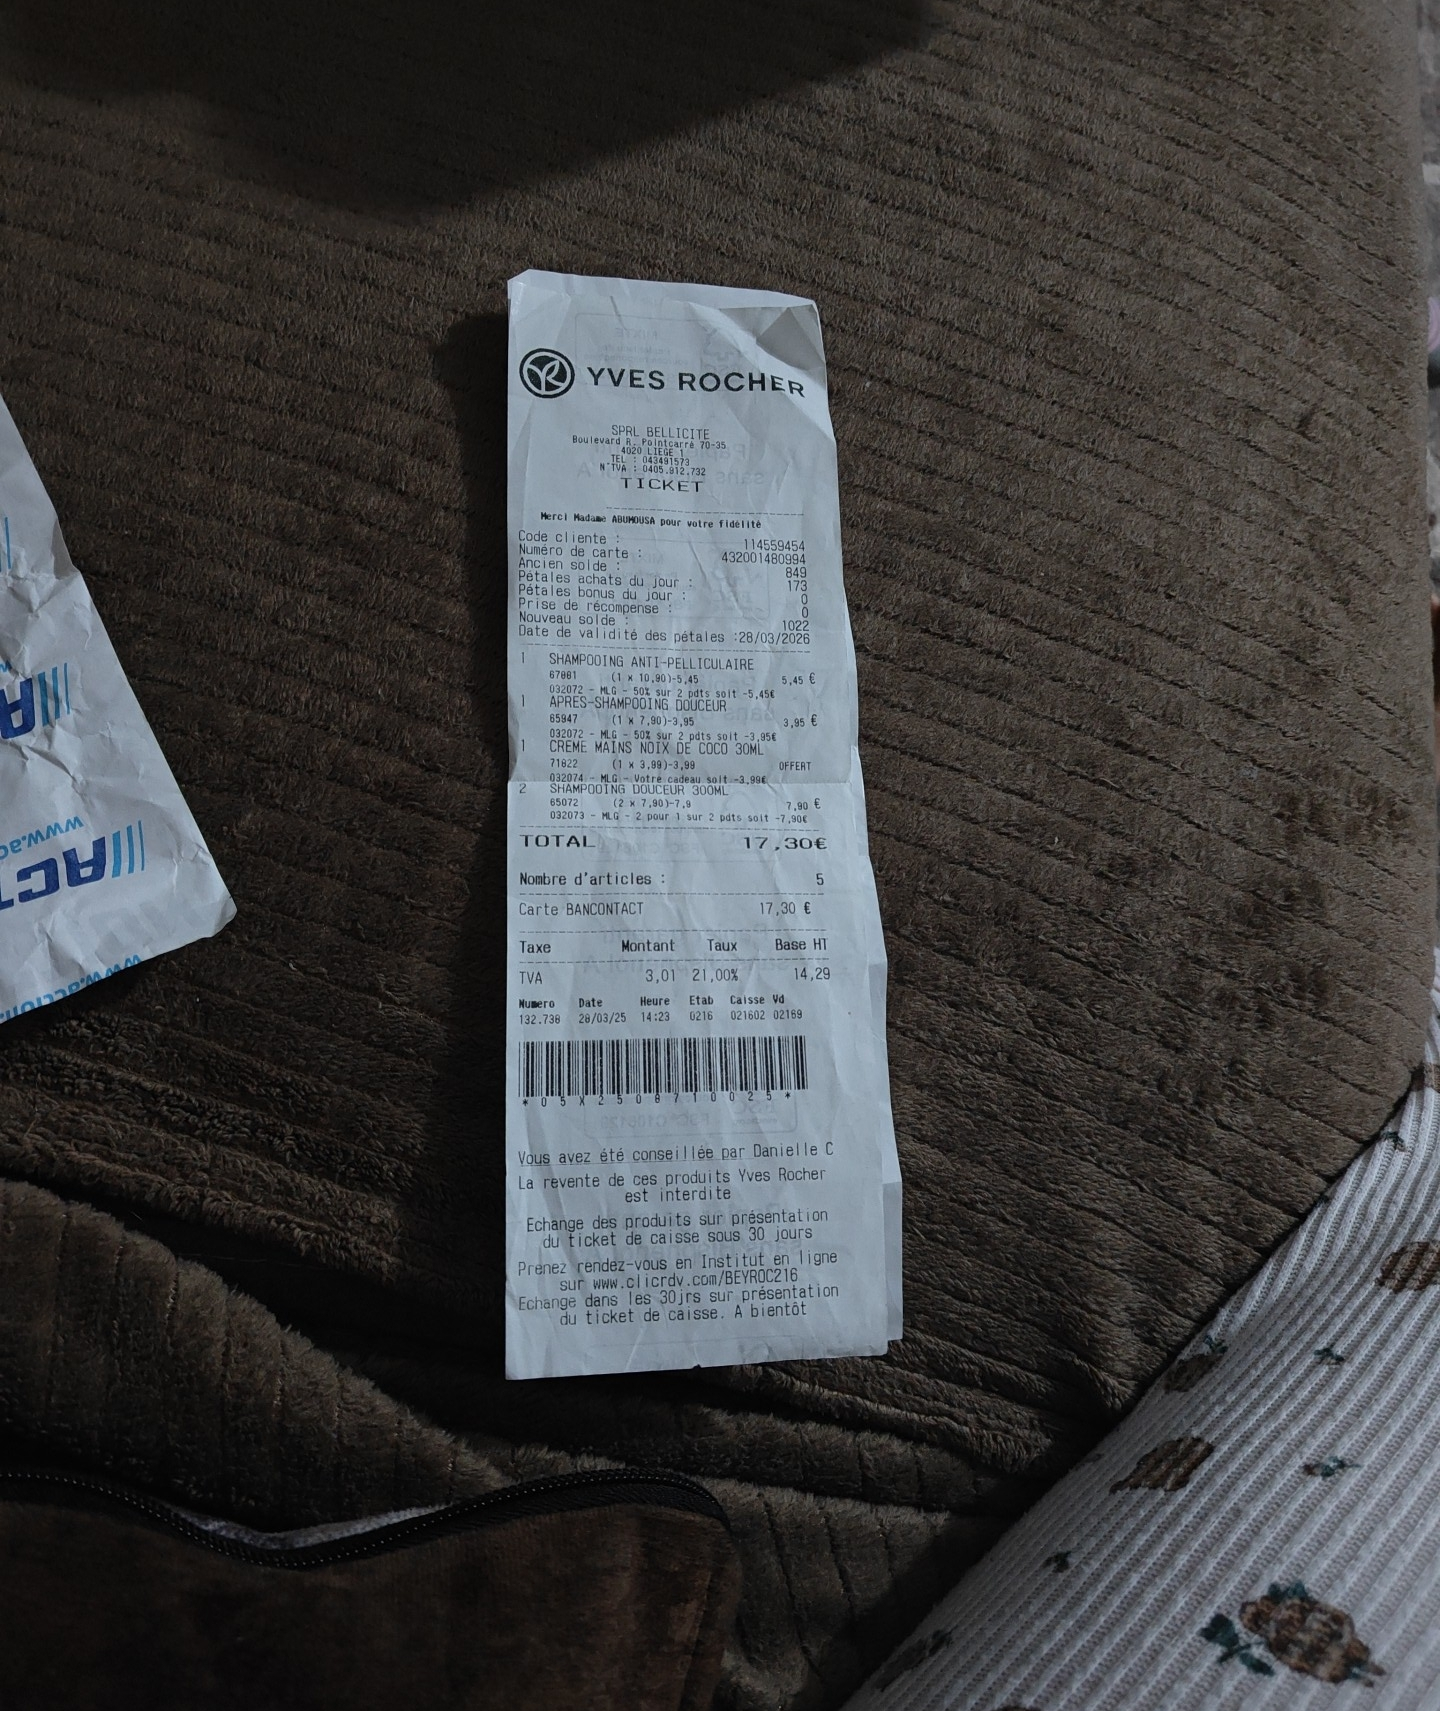 YVES ROCHER
SPRL BELLICITE
Boulevard R. Pointcarré 70-35
4020 LIEGE 1
TEL : 043491573
N°TVA : 0405.912.732
TICKET
Merci Madame ABUMOUSA pour votre fidélité
Code cliente : 114559454
Numéro de carte : 432001480994
Ancien solde : 849
Pétales achats du jour : 173
Pétales bonus du jour : 0
Prise de récompense : 0
Nouveau solde : 1022
Date de validité des pétales :28/03/2026
1 SHAMPOOING ANTI-PELLICULAIRE
67881 (1 x 10,90)-5,45 5,45 €
032072 - MLG - 50% sur 2 pdts soit -5,45€
1 APRES-SHAMPOOING DOUCEUR
65947 (1 x 7,90)-3,95 3,95 €
032072 - MLG - 50% sur 2 pdts soit -3,95€
1 CREME MAINS NOIX DE COCO 30ML
71822 (1 x 3,99)-3,99 OFFERT
032074 - MLG - Votre cadeau soit -3,99€
2 SHAMPOOING DOUCEUR 300ML
65072 (2 x 7,90)-7,9 7,90 €
032073 - MLG - 2 pour 1 sur 2 pdts soit -7,90€
TOTAL 17,30€
Nombre d'articles : 5
Carte BANCONTACT 17,30 €
Taxe Montant Taux Base HT
TVA 3,01 21,00% 14,29
Numero Date Heure Etab Caisse Vd
132.738 28/03/25 14:23 0216 021602 02169
*05X2508710025*
Vous avez été conseillée par Danielle C
La revente de ces produits Yves Rocher
est interdite
Echange des produits sur présentation
du ticket de caisse sous 30 jours
Prenez rendez-vous en Institut en ligne
sur www.clicrdv.com/BEYROC216
Echange dans les 30jrs sur présentation
du ticket de caisse. A bientôt